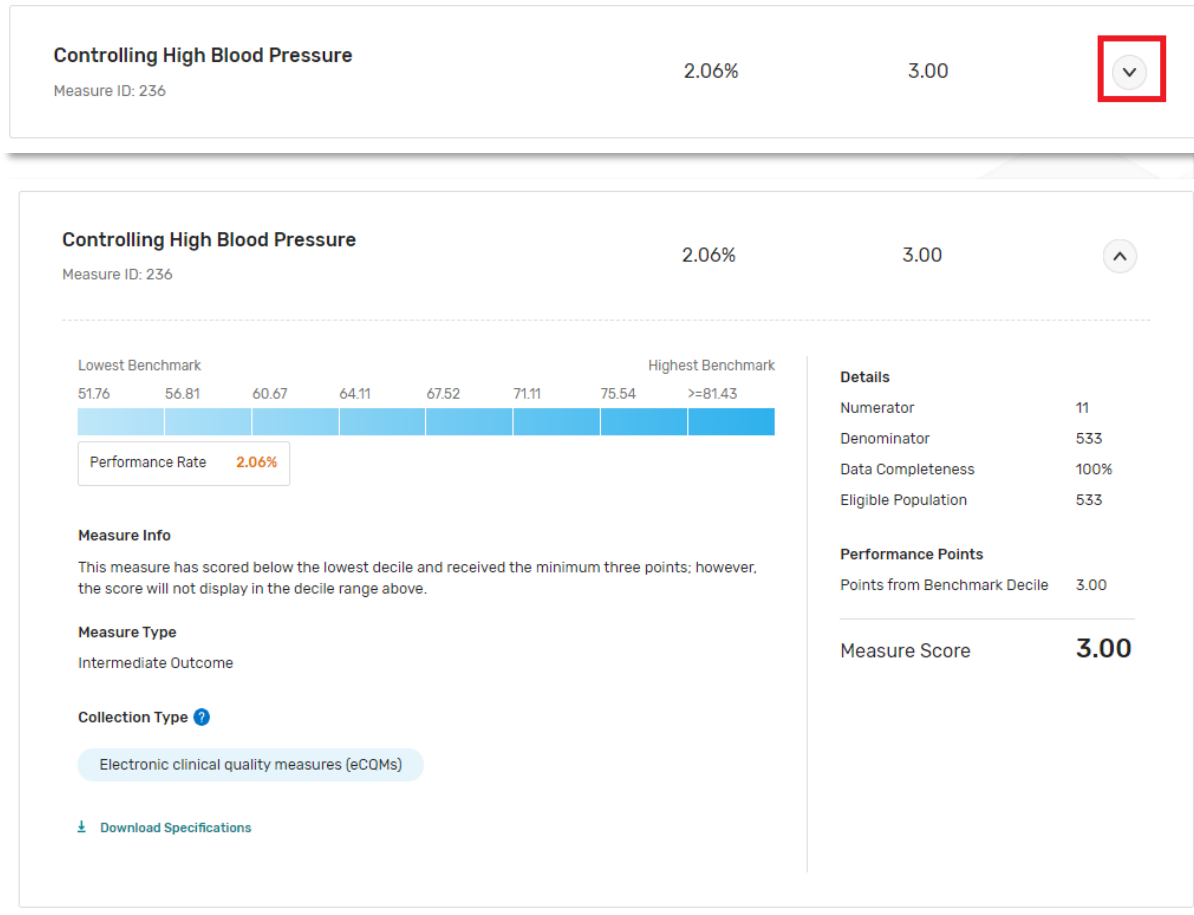 Controlling High Blood Pressure
2.06% 3.00
Measure ID: 236
Controlling High Blood Pressure
2.06% 3.00
Measure ID: 236
Lowest Benchmark Highest Benchmark
51.76 56.81 60.67 64.11 67.52 71.11 75.54 >=81.43
Performance Rate 2.06%
Measure Info
This measure has scored below the lowest decile and received the minimum three points; however,
the score will not display in the decile range above.
Measure Type
Intermediate Outcome
Collection Type ?
Electronic clinical quality measures (eCQMs)
Download Specifications
Details
Numerator 11
Denominator 533
Data Completeness 100%
Eligible Population 533
Performance Points
Points from Benchmark Decile 3.00
Measure Score 3.00